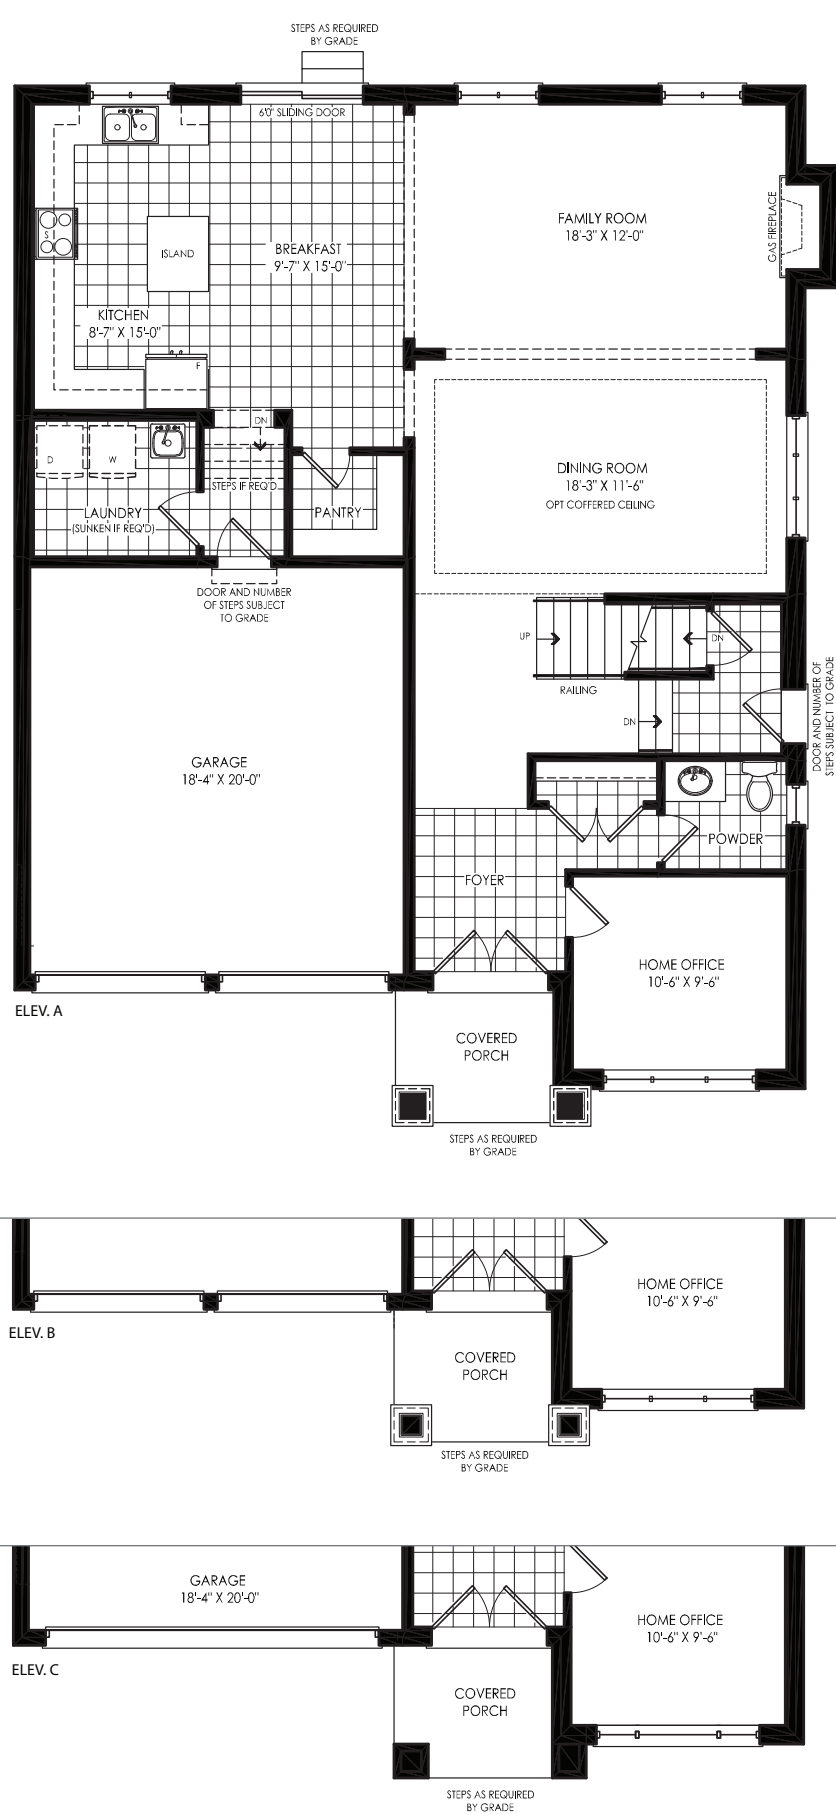 STEPS AS REQUIRED
BY GRADE
6'0" SLIDING DOOR
FAMILY ROOM
18'-3" X 12'-0"
GAS FIREPLACE
S
ISLAND
BREAKFAST
9'-7" X 15'-0"
KITCHEN
8'-7" X 15'-0"
F
DN
D
W
STEPS IF REQ'D
LAUNDRY
(SUNKEN IF REQ'D)
PANTRY
DINING ROOM
18'-3" X 11'-6"
OPT COFFERED CEILING
DOOR AND NUMBER
OF STEPS SUBJECT
TO GRADE
UP
DN
RAILING
DN
DOOR AND NUMBER OF
STEPS SUBJECT TO GRADE
GARAGE
18'-4" X 20'-0"
POWDER
FOYER
HOME OFFICE
10'-6" X 9'-6"
ELEV. A
COVERED
PORCH
STEPS AS REQUIRED
BY GRADE
HOME OFFICE
10'-6" X 9'-6"
ELEV. B
COVERED
PORCH
STEPS AS REQUIRED
BY GRADE
GARAGE
18'-4" X 20'-0"
HOME OFFICE
10'-6" X 9'-6"
ELEV. C
COVERED
PORCH
STEPS AS REQUIRED
BY GRADE